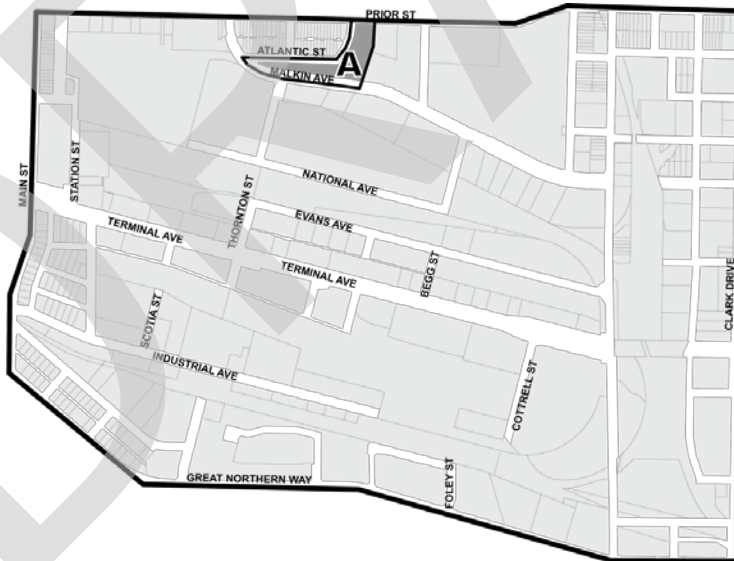 PRIOR ST
ATLANTIC ST
A
MALKIN AVE
MAIN ST
STATION ST
NATIONAL AVE
THORNTON ST
EVANS AVE
TERMINAL AVE
TERMINAL AVE
BEGG ST
CLARK DRIVE
SCOTIA ST
INDUSTRIAL AVE
COTTRELL ST
GREAT NORTHERN WAY
FOLEY ST